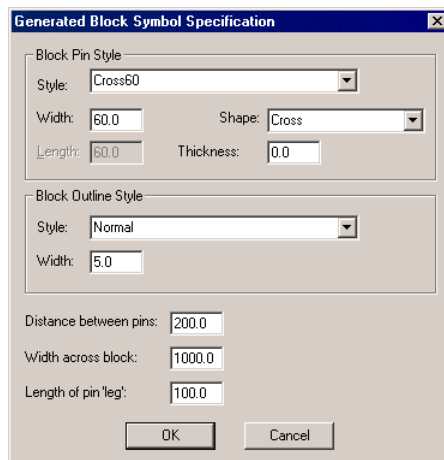 Generated Block Symbol Specification
Block Pin Style
Style: Cross60
Width: 60.0 Shape: Cross
Length: 60.0 Thickness: 0.0
Block Outline Style
Style: Normal
Width: 5.0
Distance between pins: 200.0
Width across block: 1000.0
Length of pin 'leg': 100.0
OK Cancel